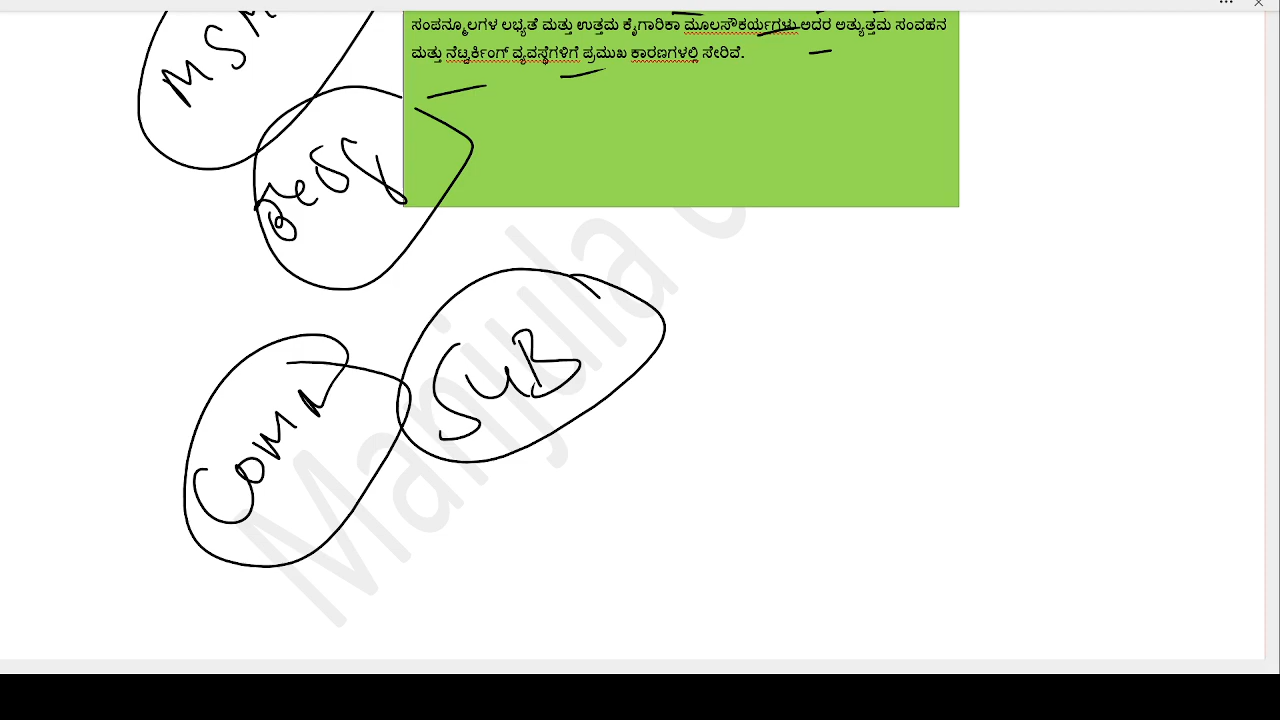 ಸಂಪನ್ಮೂಲಗಳ ಲಭ್ಯತೆ ಮತ್ತು ಉತ್ತಮ ಕೈಗಾರಿಕಾ ಮೂಲಸೌಕರ್ಯಗಳು ಅದರ ಅತ್ಯುತ್ತಮ ಸಂವಹನ
ಮತ್ತು ನೆಟ್ವರ್ಕಿಂಗ್ ವ್ಯವಸ್ಥೆಗಳಿಗೆ ಪ್ರಮುಖ ಕಾರಣಗಳಲ್ಲಿ ಸೇರಿವೆ.
SUB
Manjula